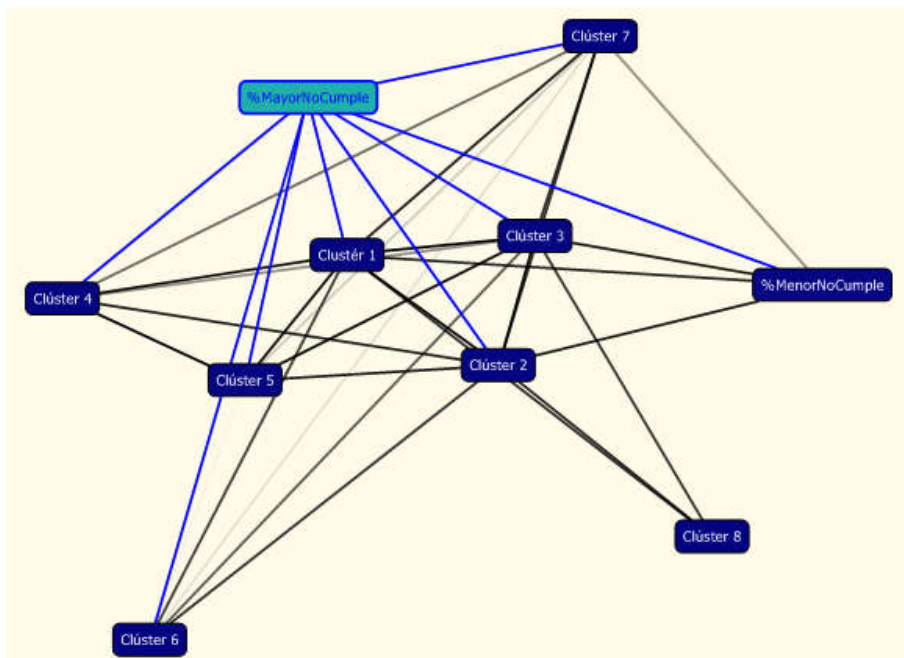 Clúster 7
%MayorNoCumple
Clúster 3
Clustér 1
%MenorNoCumple
Clúster 4
Clúster 2
Clúster 5
Clúster 8
Clúster 6